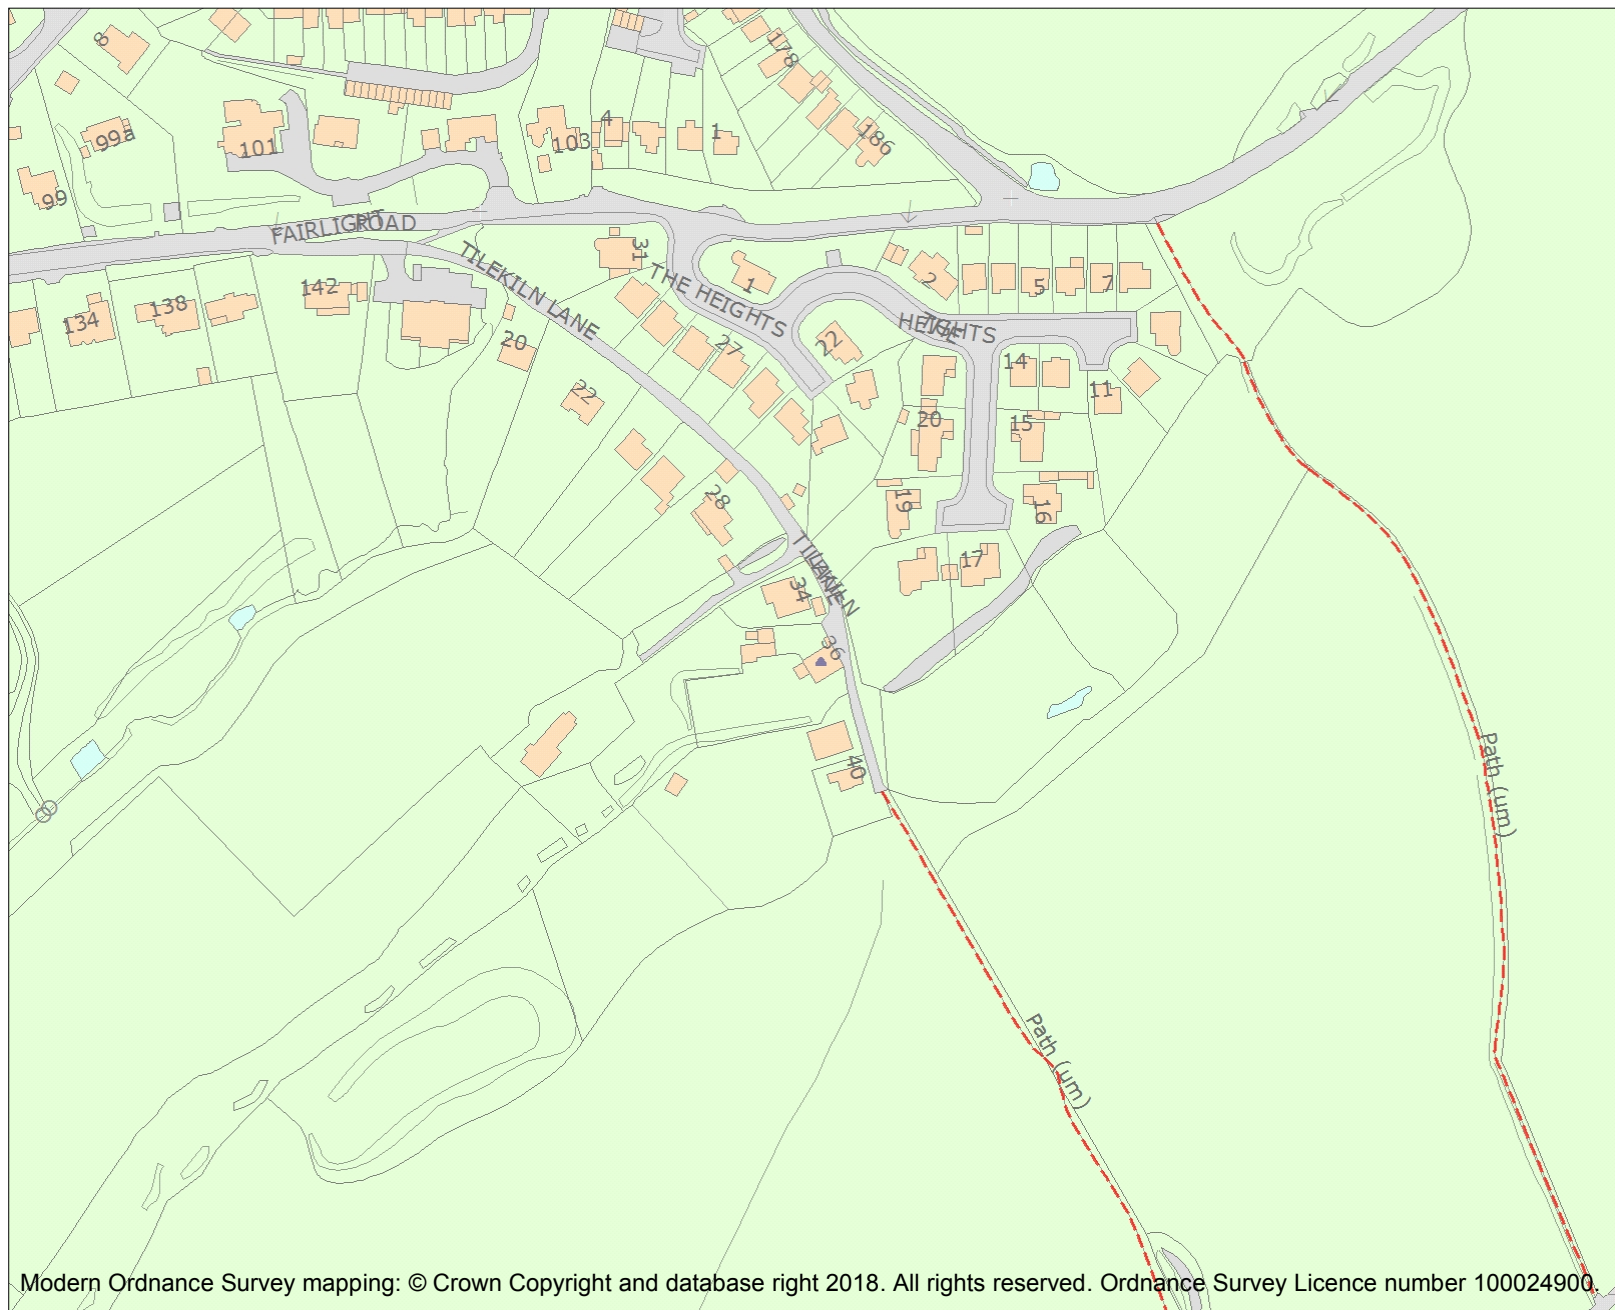 8
178
186
99a
101
103
4
1
99
FAIRLIGHT
ROAD
TILEKILN LANE
31
THE HEIGHTS
1
2
5
7
134
138
142
20
22
27
22
THE
HEIGHTS
14
11
20
15
19
16
17
28
TILEKILN
LANE
34
36
40
Path (um)
Path (um)
Modern Ordnance Survey mapping: © Crown Copyright and database right 2018. All rights reserved. Ordnance Survey Licence number 100024900.